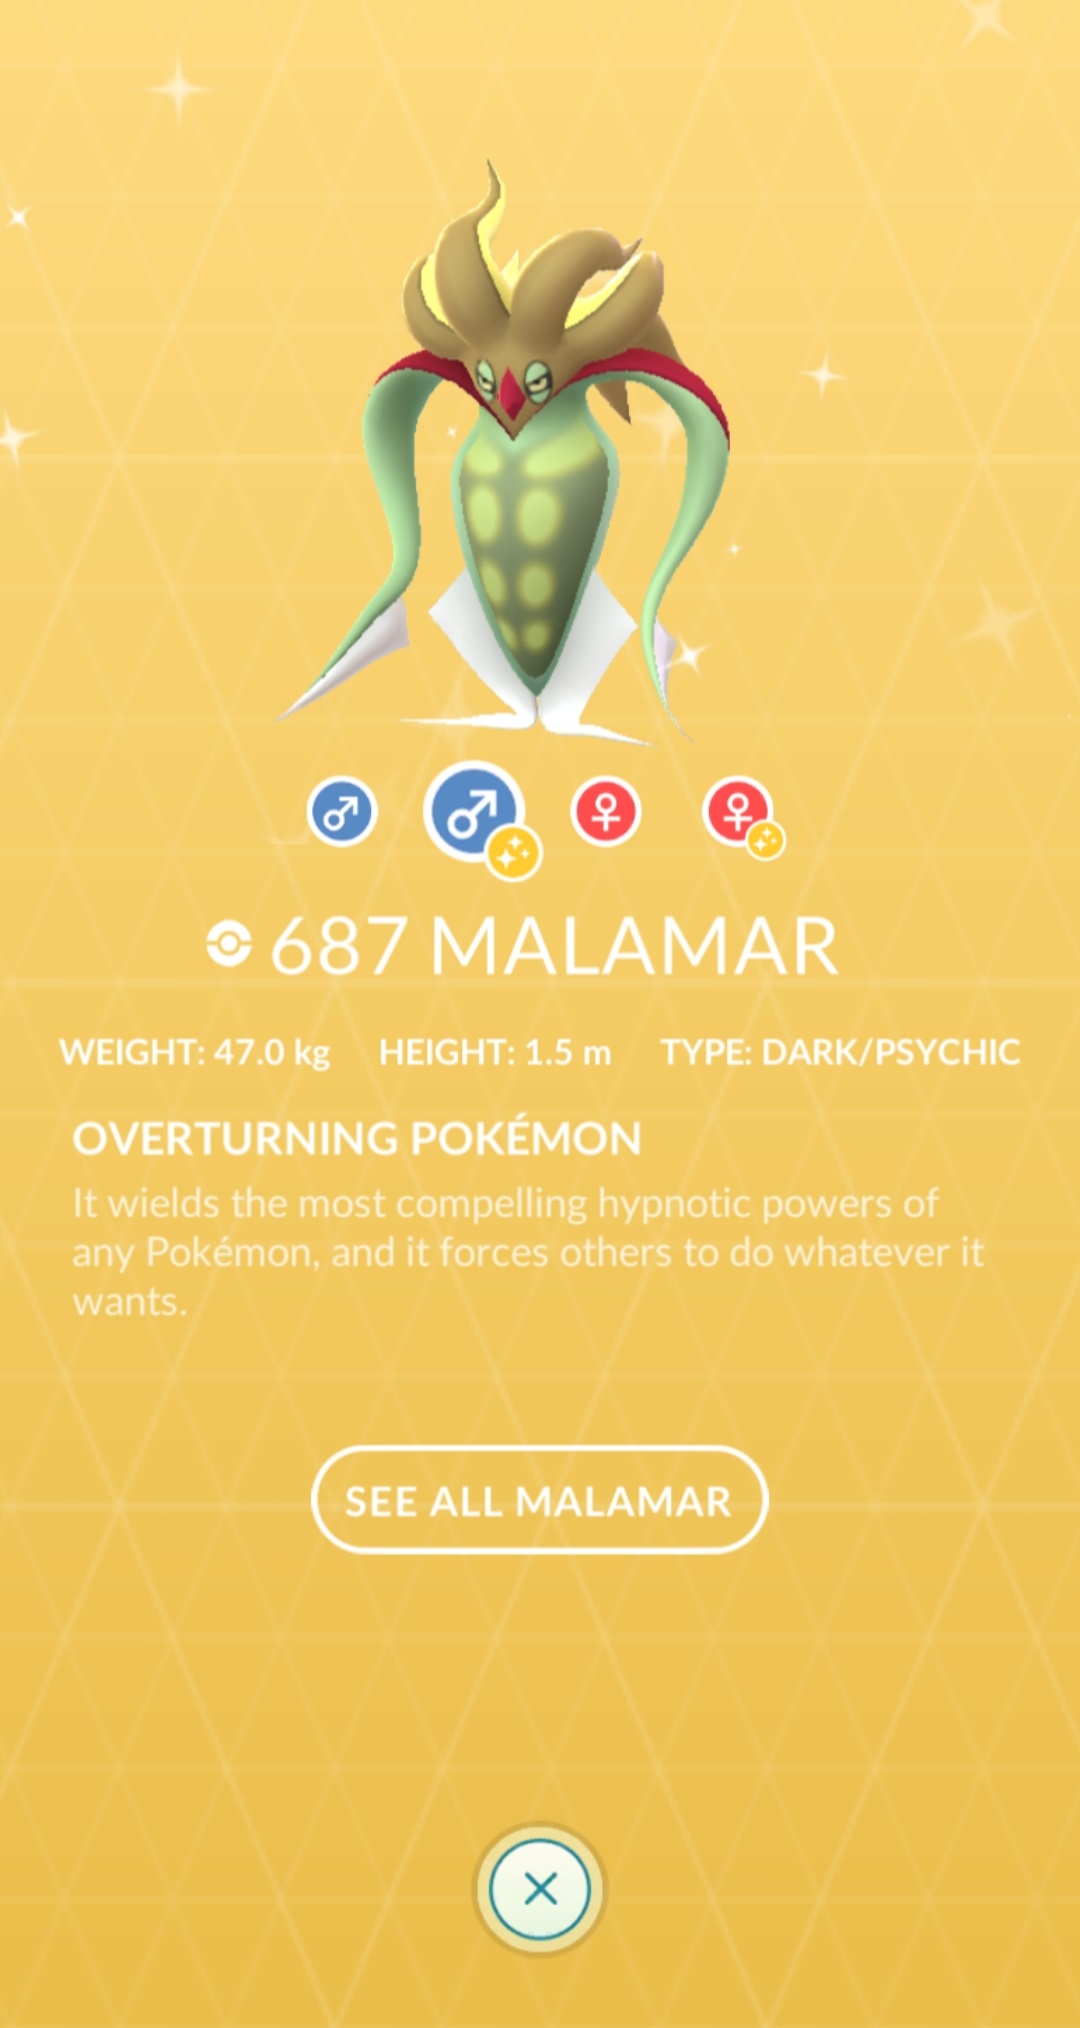 687 MALAMAR
WEIGHT: 47.0 kg HEIGHT: 1.5 m TYPE: DARK/PSYCHIC
OVERTURNING POKÉMON
It wields the most compelling hypnotic powers of
any Pokémon, and it forces others to do whatever it
wants.
SEE ALL MALAMAR